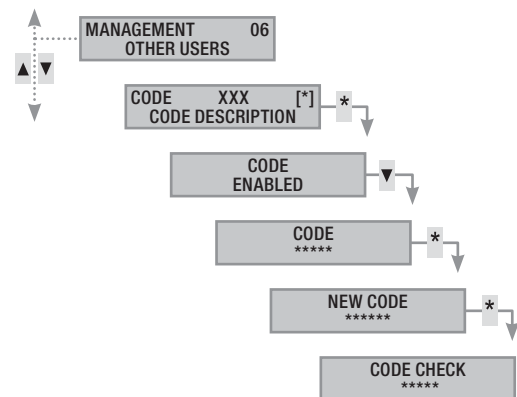 MANAGEMENT 06
OTHER USERS
▲ ▼
CODE XXX [*]
CODE DESCRIPTION
*
CODE
ENABLED
▼
CODE
*****
*
NEW CODE
******
*
CODE CHECK
*****